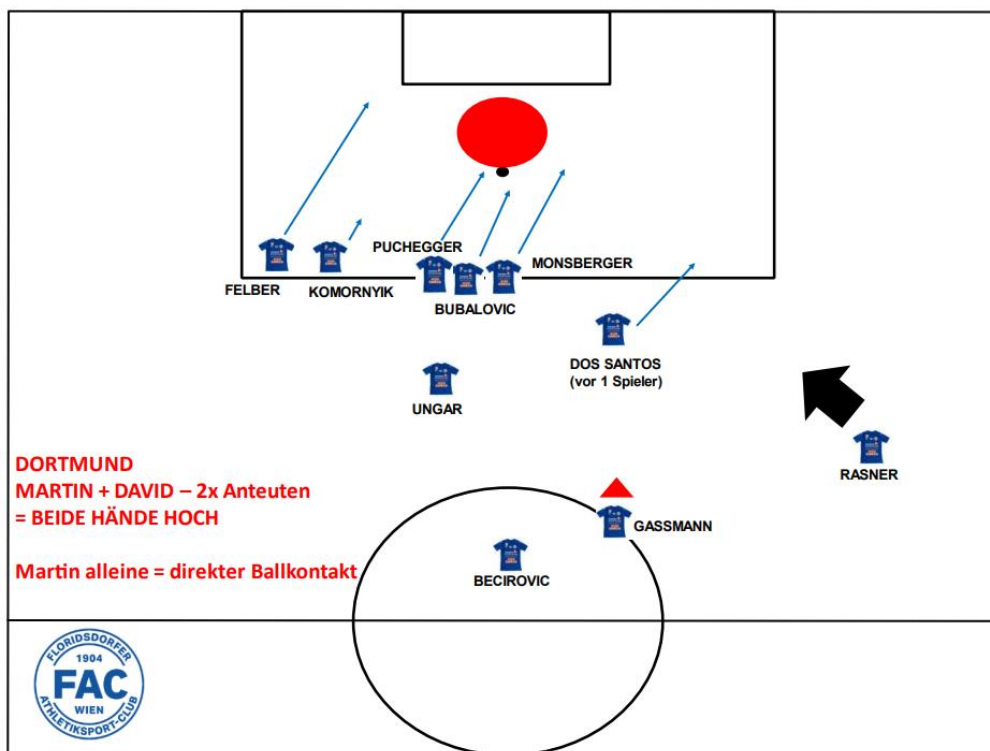 PUCHEGGER
MONSBERGER
FELBER
KOMORNYIK
BUBALOVIC
DOS SANTOS
(vor 1 Spieler)
UNGAR
RASNER
DORTMUND
MARTIN + DAVID – 2x Anteuten
= BEIDE HÄNDE HOCH
GASSMANN
Martin alleine = direkter Ballkontakt
BECIROVIC
FLORIDSDORFER
1904
FAC
WIEN
ATHLETIKSPORT-CLUB